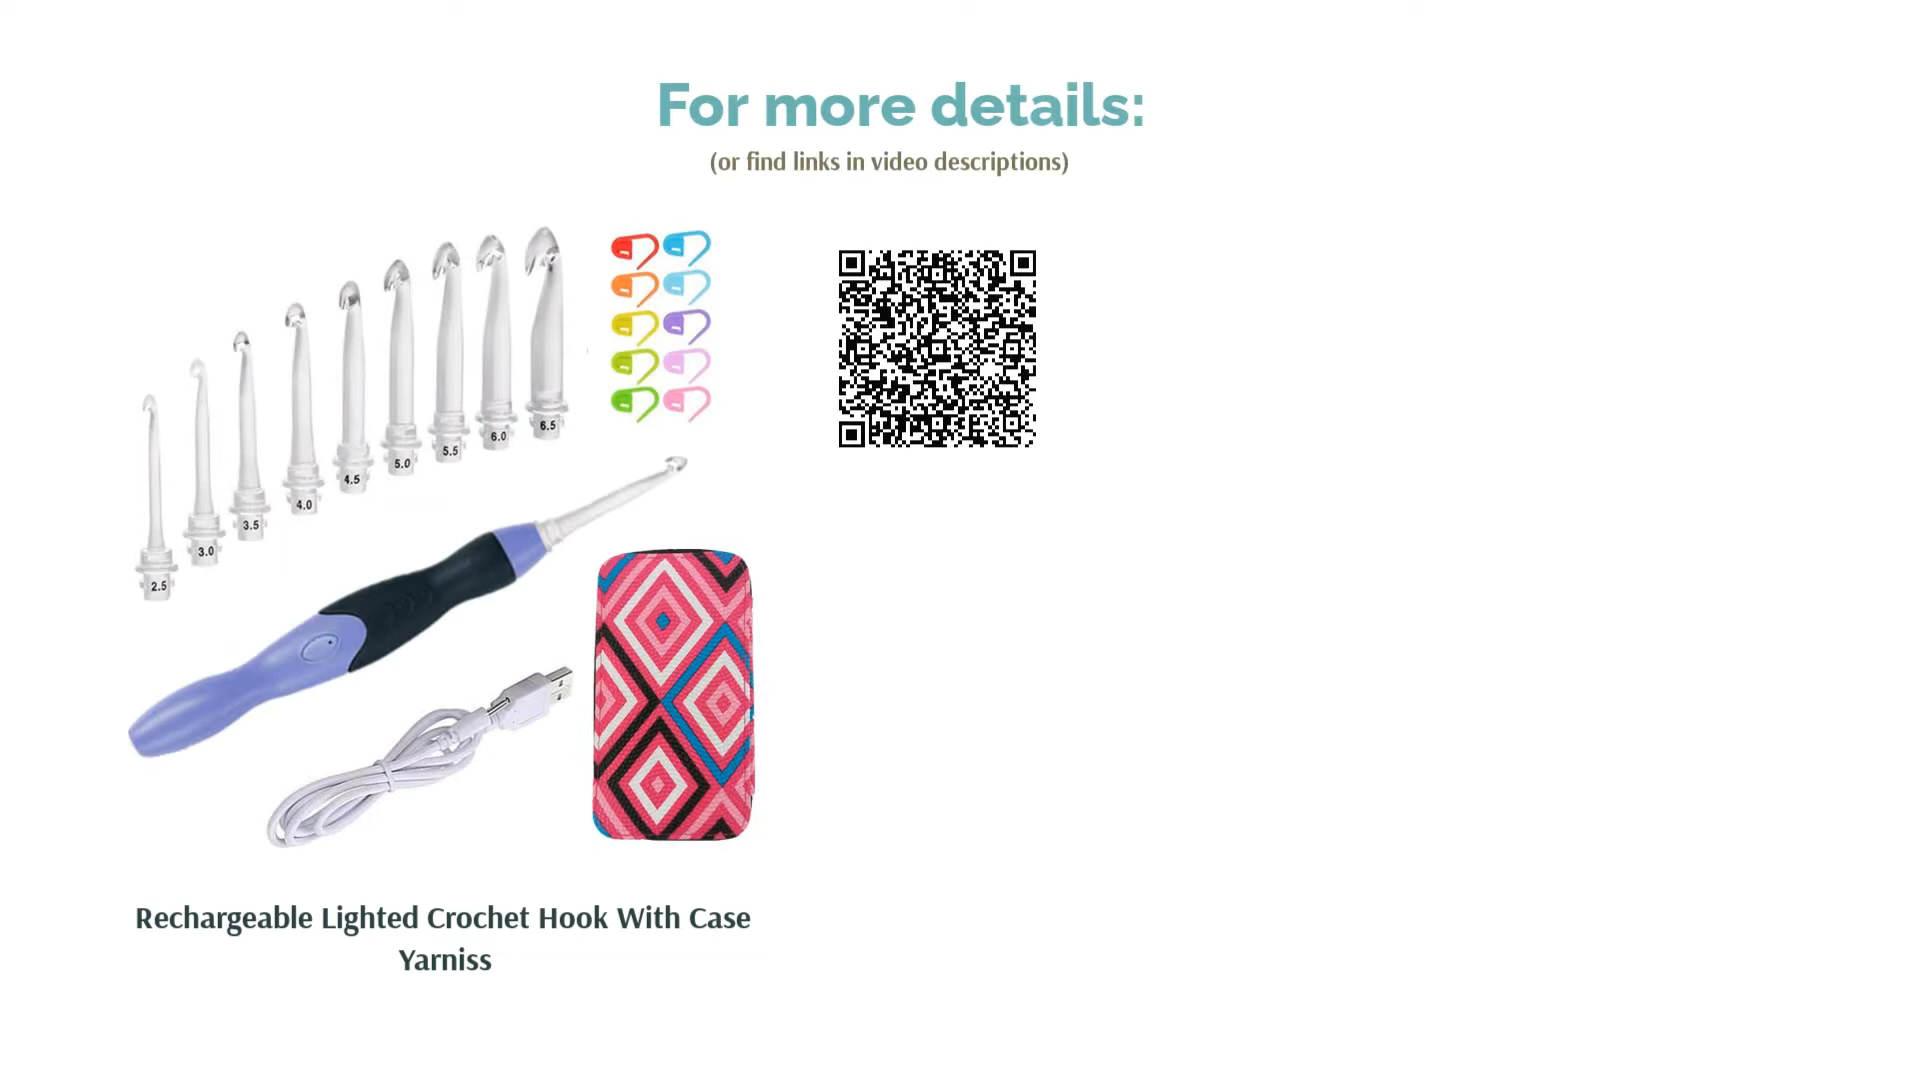 For more details:
(or find links in video descriptions)
2.5
3.0
3.5
4.0
4.5
5.0
5.5
6.0
6.5
Rechargeable Lighted Crochet Hook With Case
Yarniss